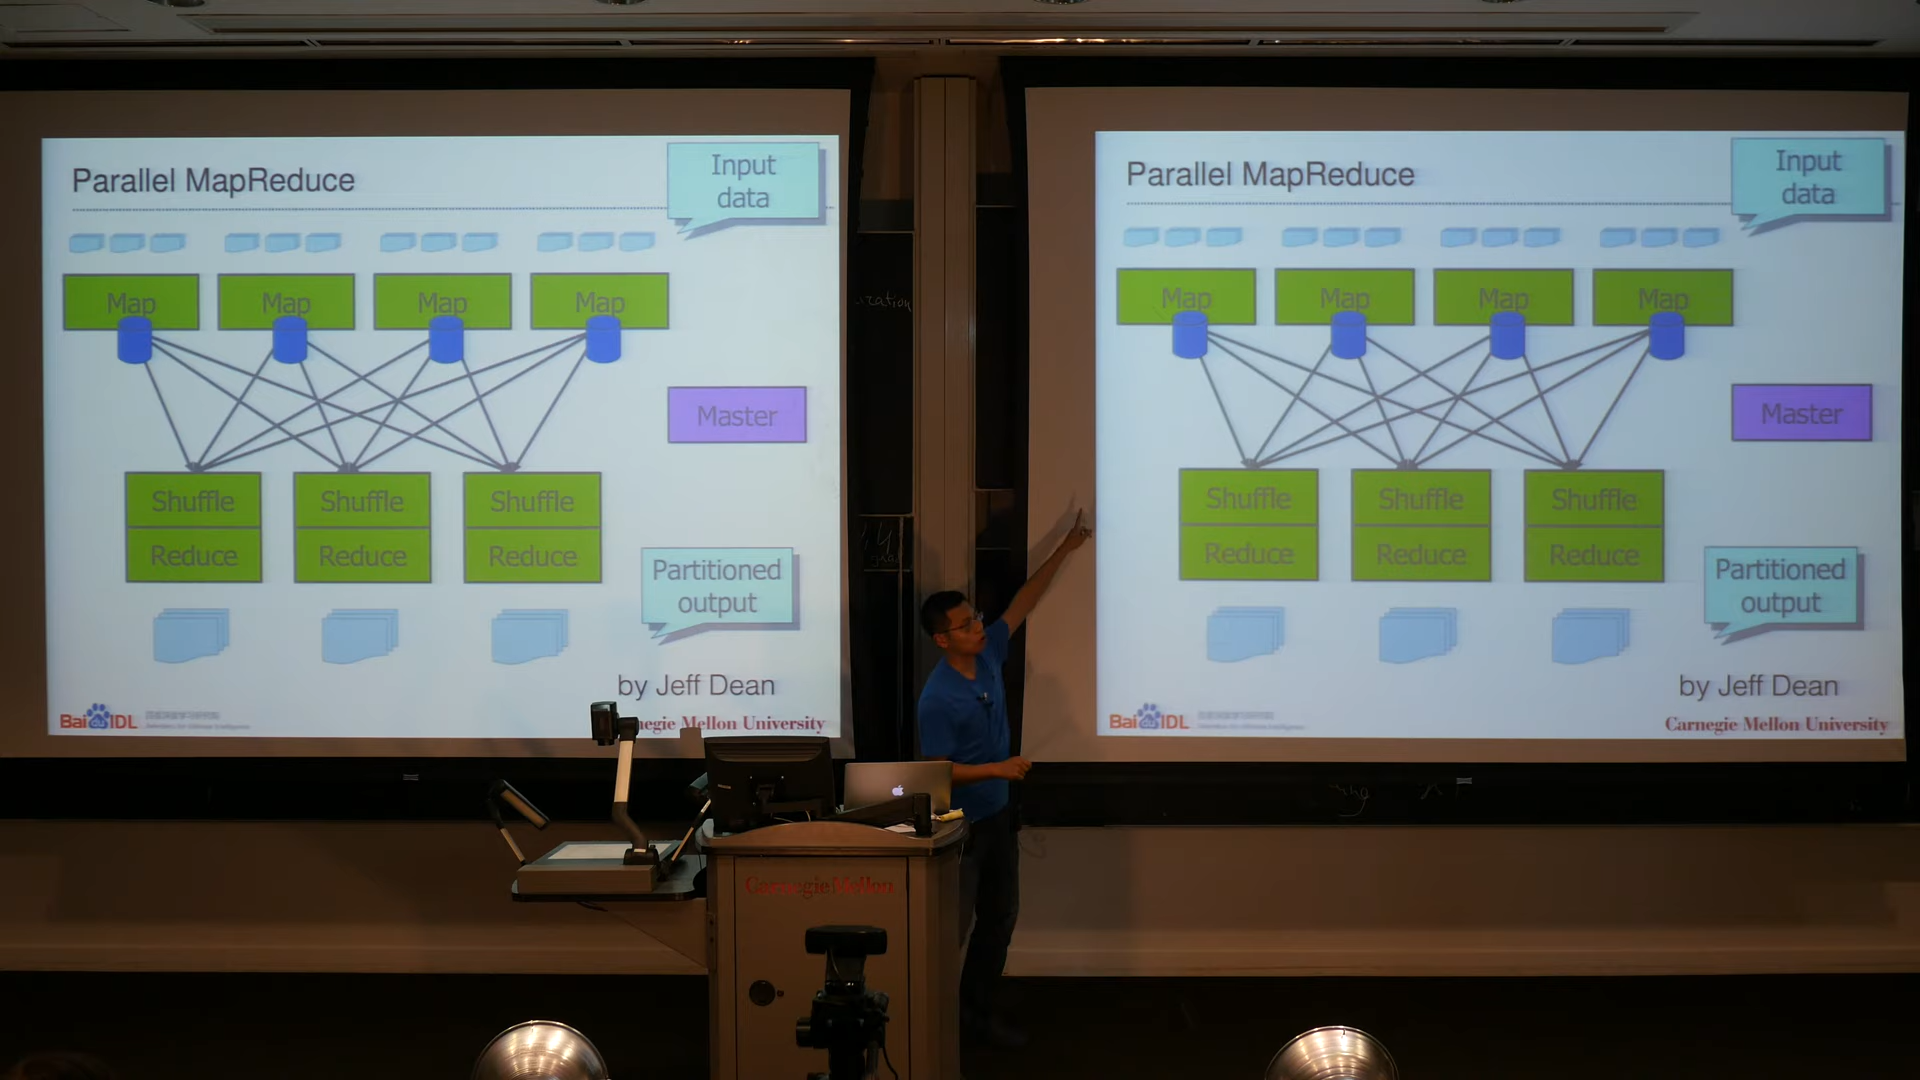 Parallel MapReduce
Input
data
Map Map Map Map
Master
Shuffle Shuffle Shuffle
Reduce Reduce Reduce
Partitioned
output
by Jeff Dean
Bai IDL
negie Mellon University
Parallel MapReduce
Input
data
Map Map Map Map
Master
Shuffle Shuffle Shuffle
Reduce Reduce Reduce
Partitioned
output
by Jeff Dean
Bai IDL
Carnegie Mellon University
Carnegie Mellon